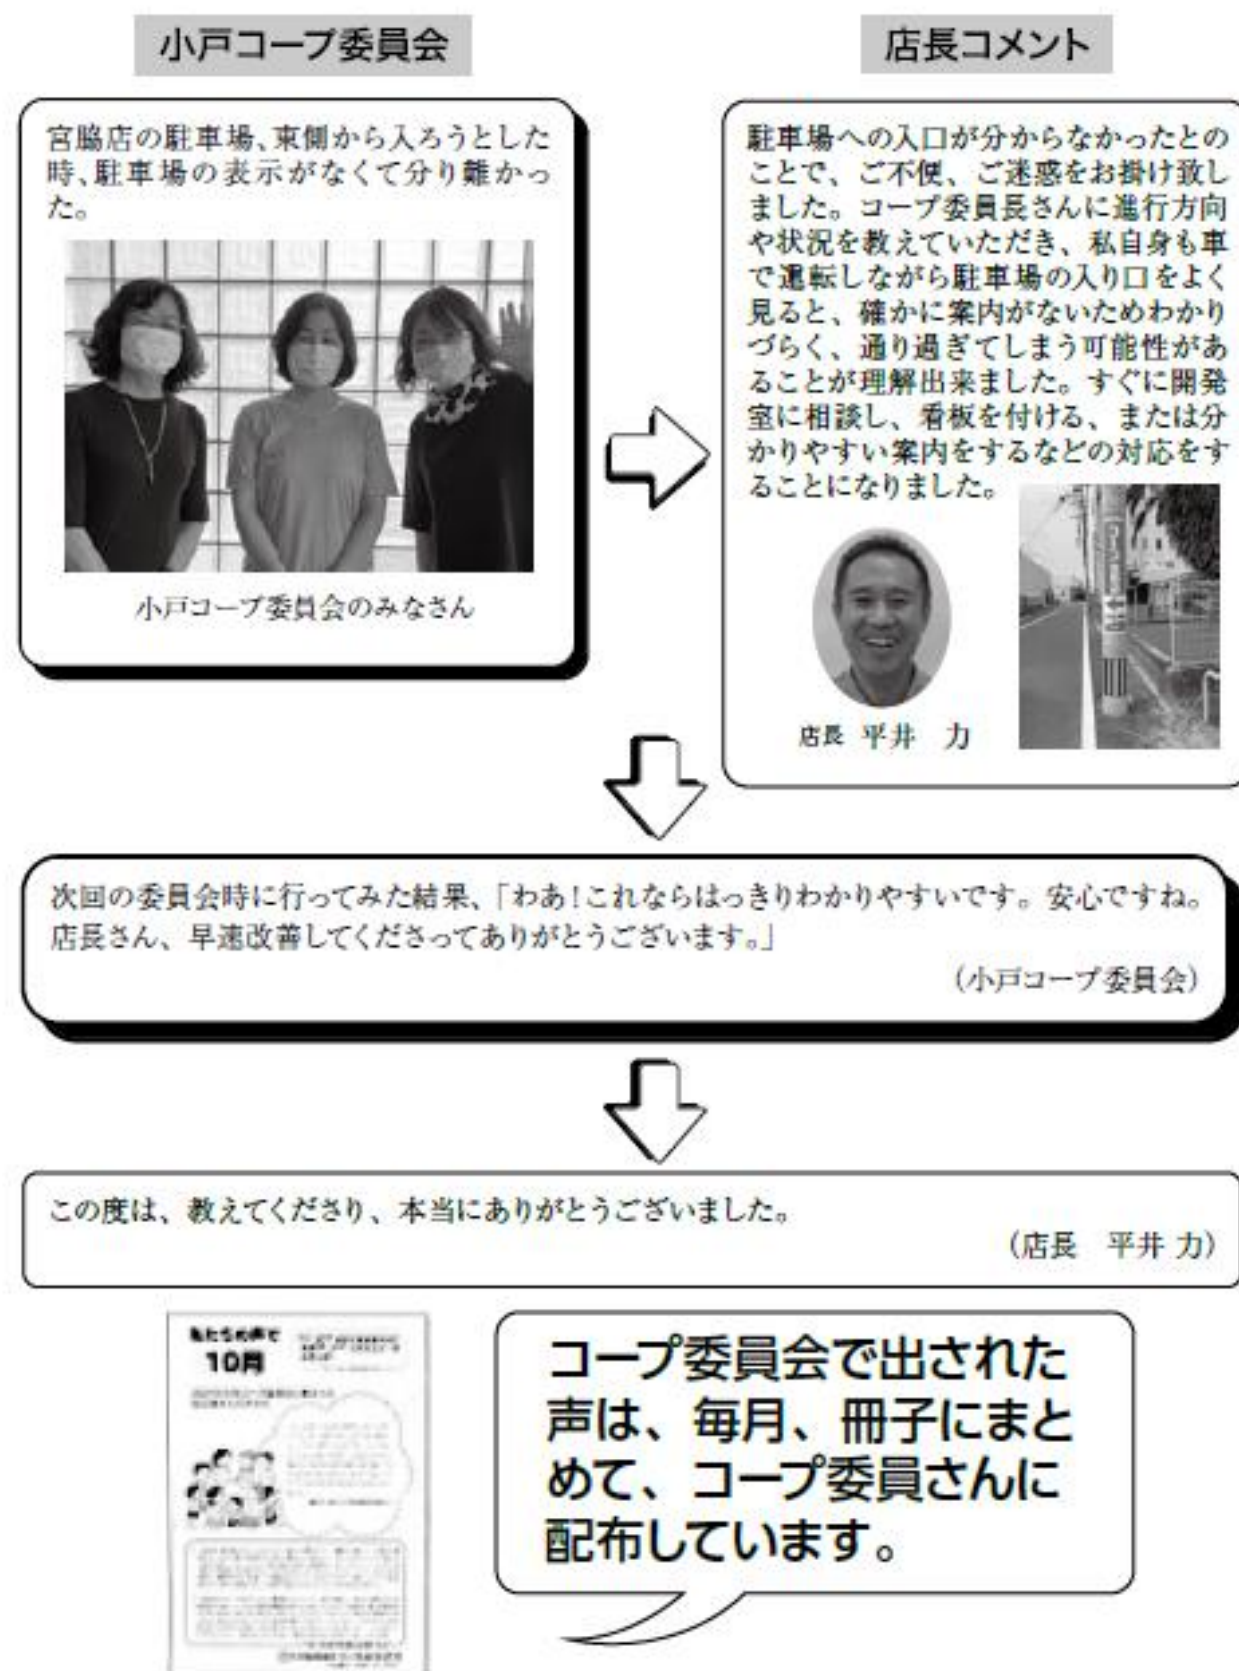 小戸コープ委員会
宮脇店の駐車場、東側から入ろうとした
時、駐車場の表示がなくて分り難かっ
た。
小戸コープ委員会のみなさん
店長コメント
駐車場への入口が分からなかったとの
ことで、ご不便、ご迷惑をお掛け致し
ました。コープ委員長さんに進行方向
や状況を教えていただき、私自身も車
で運転しながら駐車場の入り口をよく
見ると、確かに案内がないためわかり
づらく、通り過ぎてしまう可能性があ
ることが理解出来ました。すぐに開発
室に相談し、看板を付ける、または分
かりやすい案内をするなどの対応をす
ることになりました。
店長 平井 力
次回の委員会時に行ってみた結果、「わあ！これならはっきりわかりやすいです。安心ですね。
店長さん、早速改善してくださってありがとうございます。」
（小戸コープ委員会）
この度は、教えてくださり、本当にありがとうございました。
（店長 平井 力）
私たちの声で
10月
コープ委員会で出された
声は、毎月、冊子にまと
めて、コープ委員さんに
配布しています。